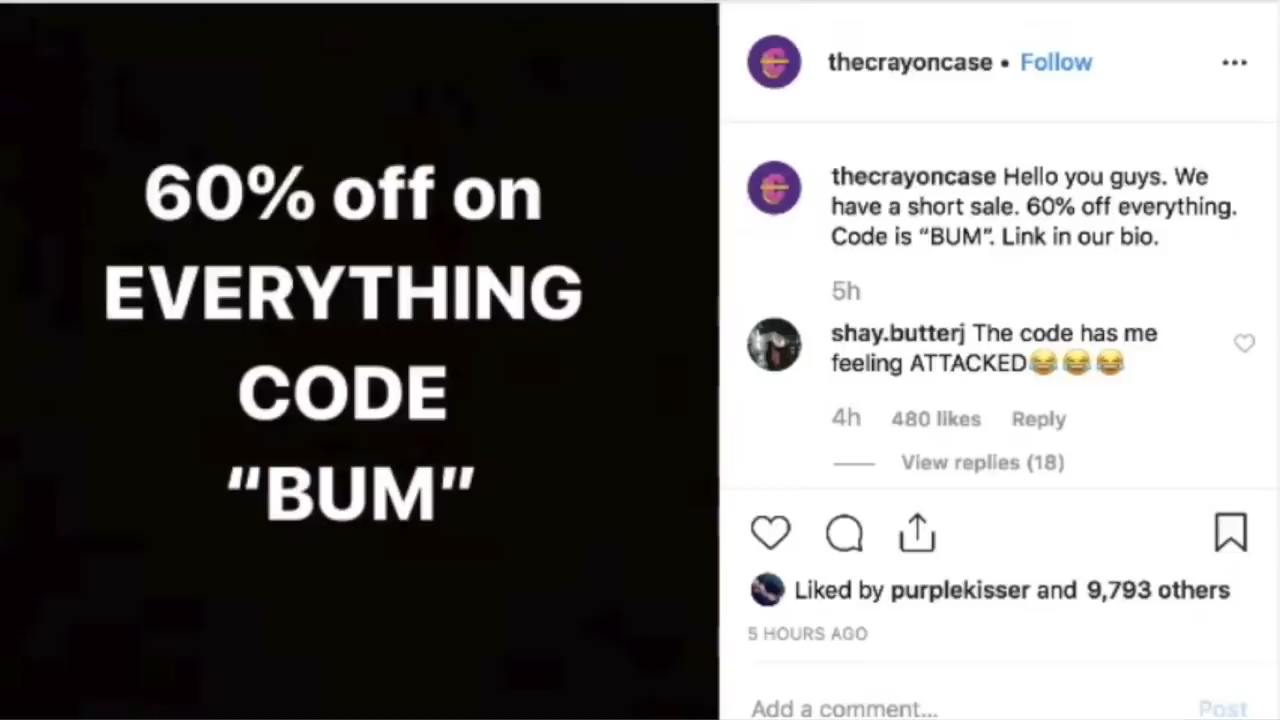 60% off on
EVERYTHING
CODE
“BUM”
thecrayoncase • Follow
thecrayoncase Hello you guys. We
have a short sale. 60% off everything.
Code is “BUM”. Link in our bio.
5h
shay.butterj The code has me
feeling ATTACKED😂😂😂
4h 480 likes Reply
View replies (18)
Liked by purplekisser and 9,793 others
5 HOURS AGO
Add a comment... Post